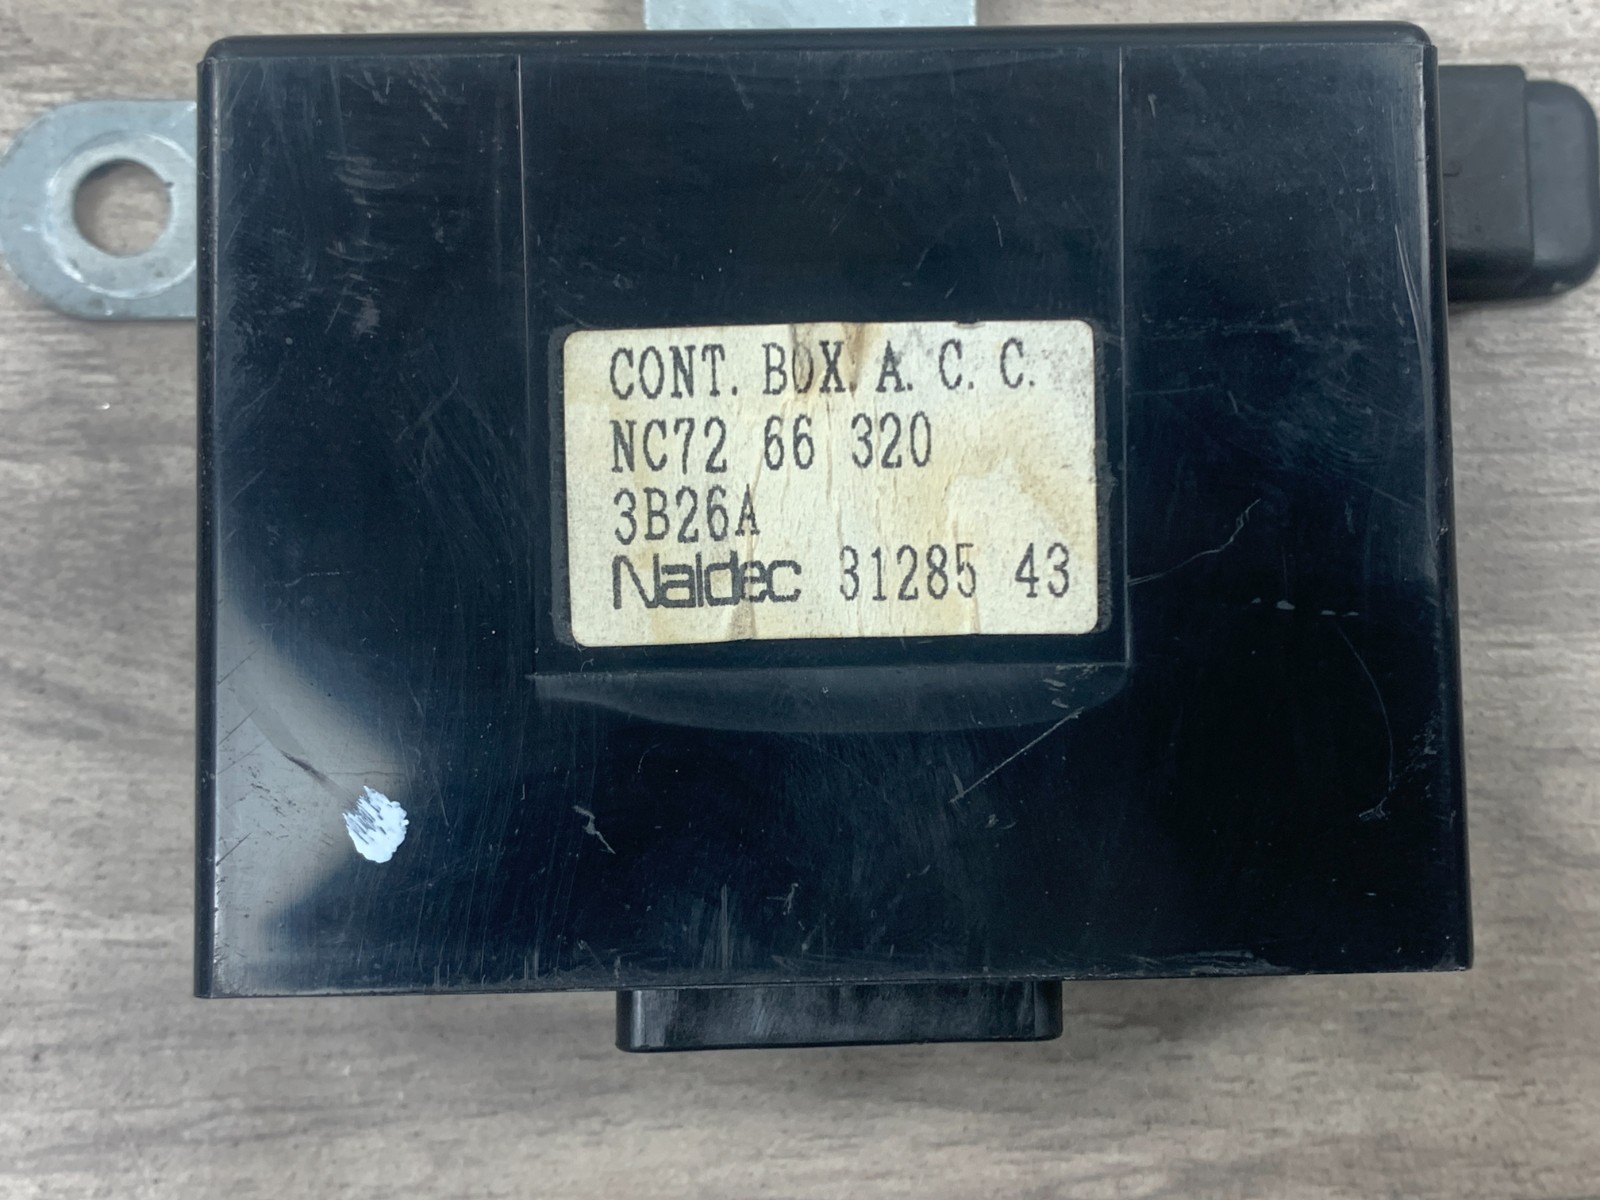 CONT. BOX. A. C. C.
NC72 66 320
3B26A
Naldec 31285 43